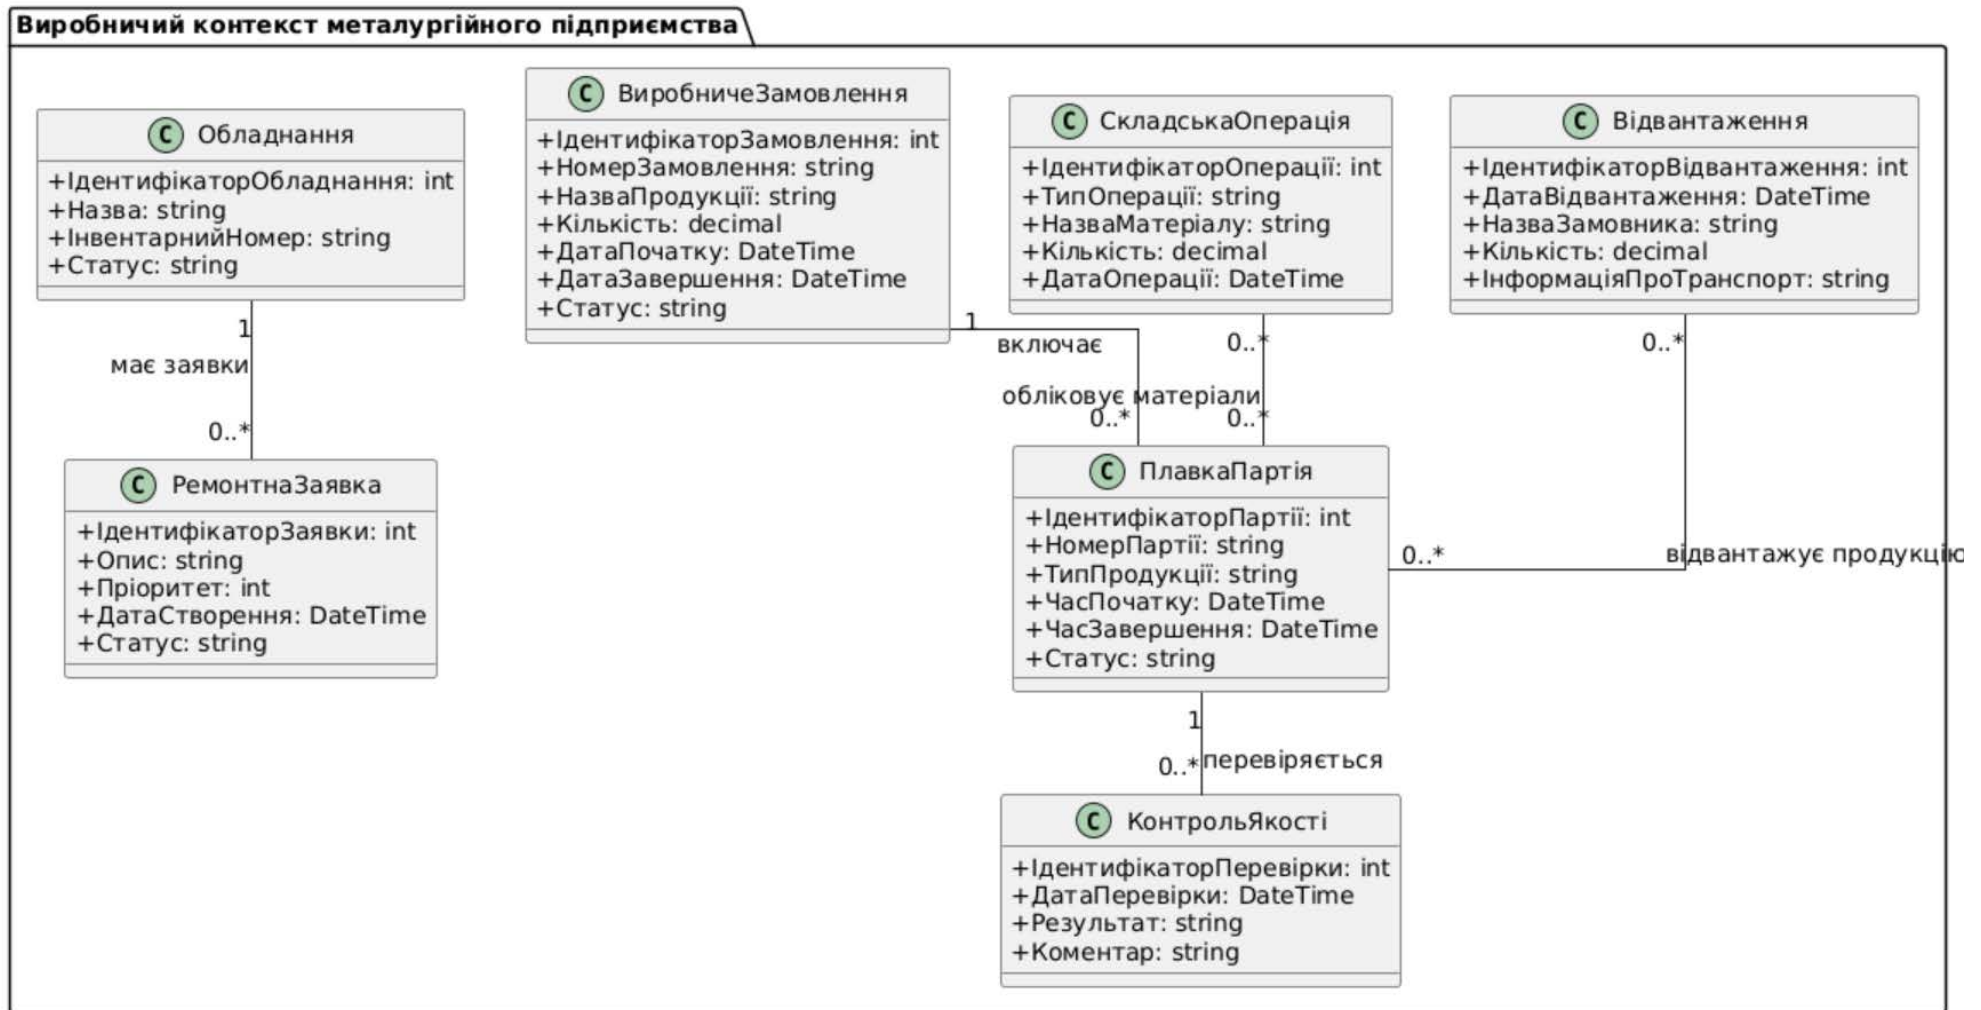 Виробничий контекст металургійного підприємства
C Обладнання
+ІдентифікаторОбладнання: int
+Назва: string
+ІнвентарнийНомер: string
+Статус: string
C ВиробничеЗамовлення
+ІдентифікаторЗамовлення: int
+НомерЗамовлення: string
+НазваПродукції: string
+Кількість: decimal
+ДатаПочатку: DateTime
+ДатаЗавершення: DateTime
+Статус: string
C СкладськаОперація
+ІдентифікаторОперації: int
+ТипОперації: string
+НазваМатеріалу: string
+Кількість: decimal
+ДатаОперації: DateTime
C Відвантаження
+ІдентифікаторВідвантаження: int
+ДатаВідвантаження: DateTime
+НазваЗамовника: string
+Кількість: decimal
+ІнформаціяПроТранспорт: string
1
має заявки
0..*
1
включає
0..*
0..*
обліковує матеріали
0..*
0..*
відвантажує продукцію
0..*
C РемонтнаЗаявка
+ІдентифікаторЗаявки: int
+Опис: string
+Пріоритет: int
+ДатаСтворення: DateTime
+Статус: string
C ПлавкаПартія
+ІдентифікаторПартії: int
+НомерПартії: string
+ТипПродукції: string
+ЧасПочатку: DateTime
+ЧасЗавершення: DateTime
+Статус: string
1
перевіряється
0..*
C КонтрольЯкості
+ІдентифікаторПеревірки: int
+ДатаПеревірки: DateTime
+Результат: string
+Коментар: string